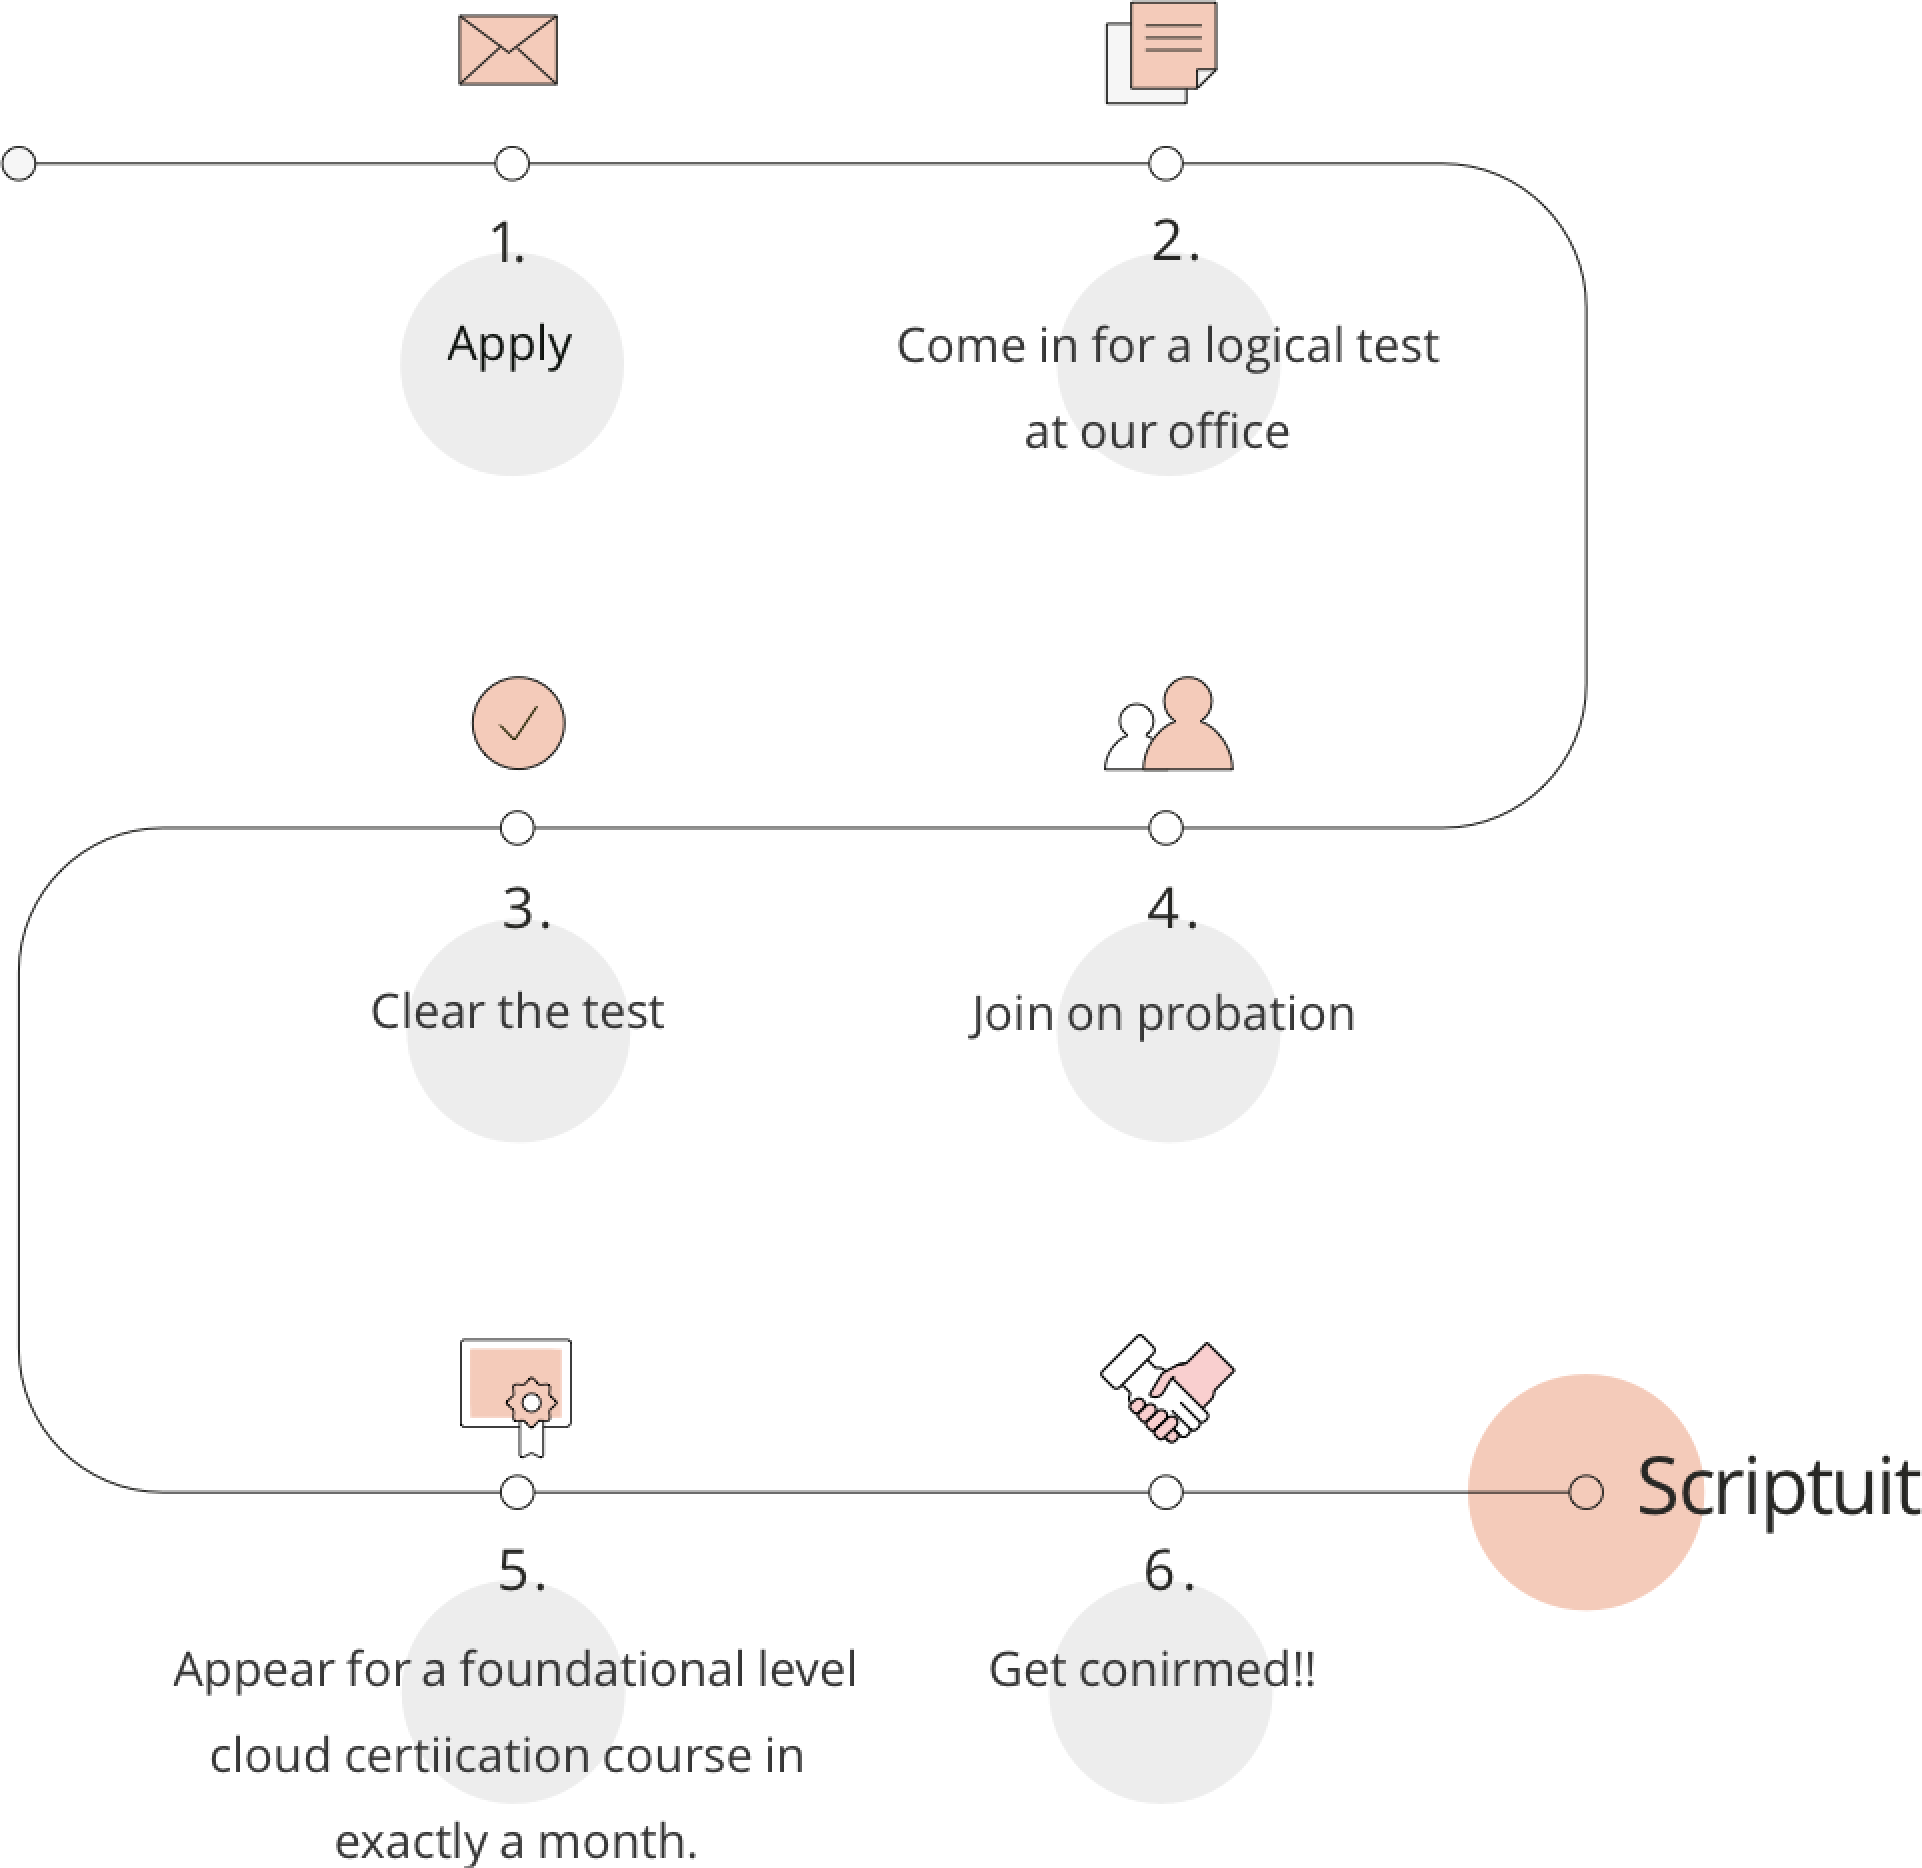 1.
Apply
2.
Come in for a logical test
at our office
3.
Clear the test
4.
Join on probation
5.
Appear for a foundational level
cloud certiication course in
exactly a month.
6.
Get conirmed!!
Scriptuit